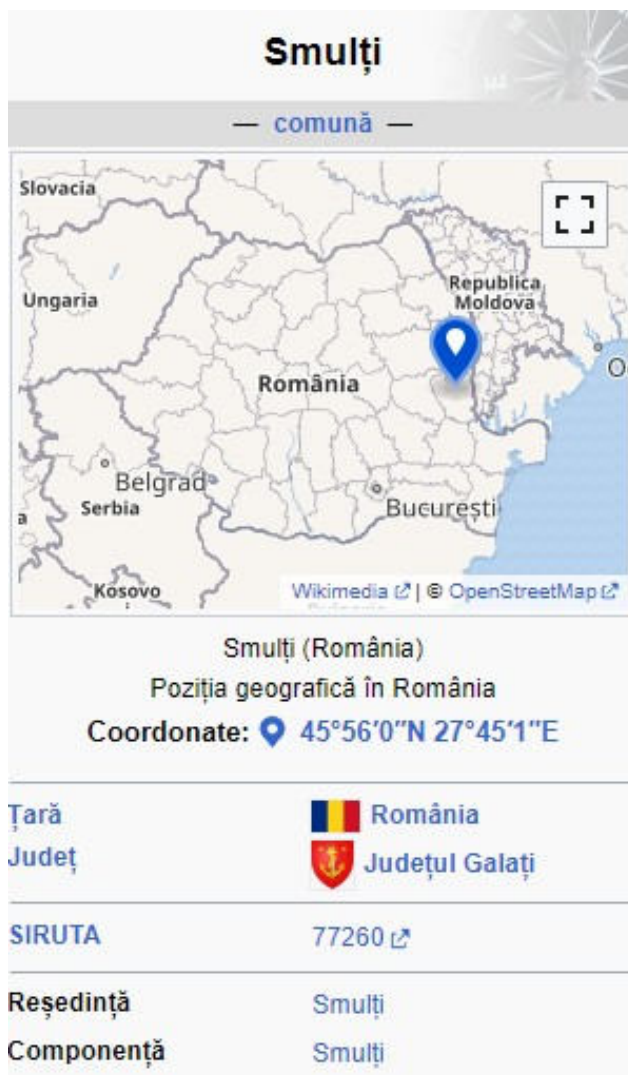 Smulți
— comună —
Slovacia
Ungaria
Republica
Moldova
România
Belgrad
Serbia
București
Kosovo
Wikimedia | © OpenStreetMap
Smulți (România)
Poziția geografică în România
Coordonate: 45°56′0″N 27°45′1″E
Țară România
Județ Județul Galați
SIRUTA 77260
Reședință Smulți
Componență Smulți